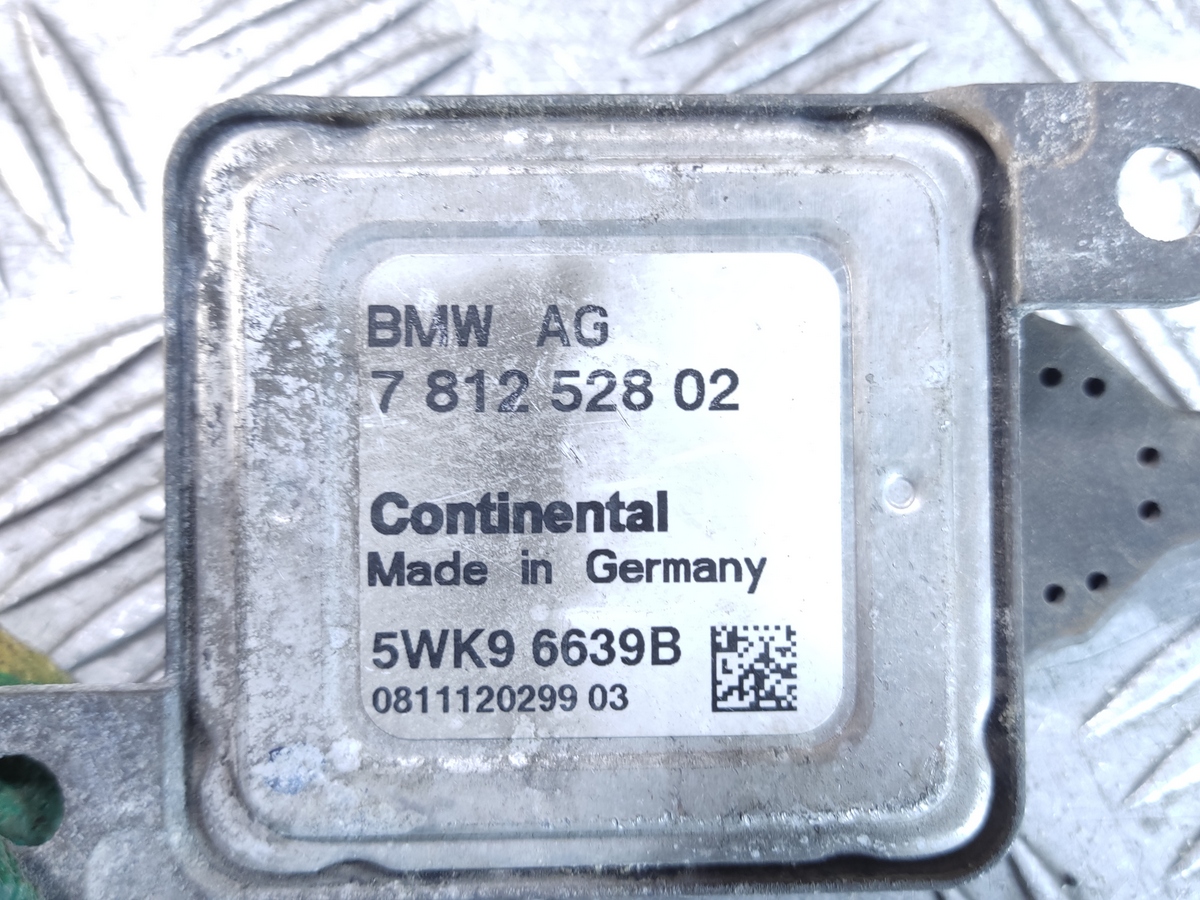 BMW AG
7 812 528 02
Continental
Made in Germany
5WK9 6639B
0811120299 03